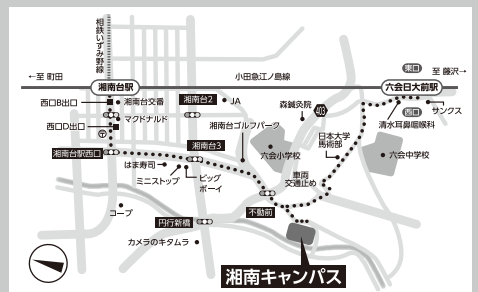 相鉄いずみ野線
←至 町田
湘南台駅
小田急江ノ島線
六会日大前駅
東口
至 藤沢→
西口B出口
湘南台交番
湘南台2
JA
森鍼灸院
403
西口
サンクス
清水耳鼻咽喉科
マクドナルド
西口D出口
湘南台ゴルフパーク
日本大学
馬術部
湘南台駅西口
湘南台3
六会小学校
六会中学校
はま寿司
ミニストップ
ビッグ
ボーイ
車両
交通止め
コープ
円行新橋
不動前
カメラのキタムラ
湘南キャンパス